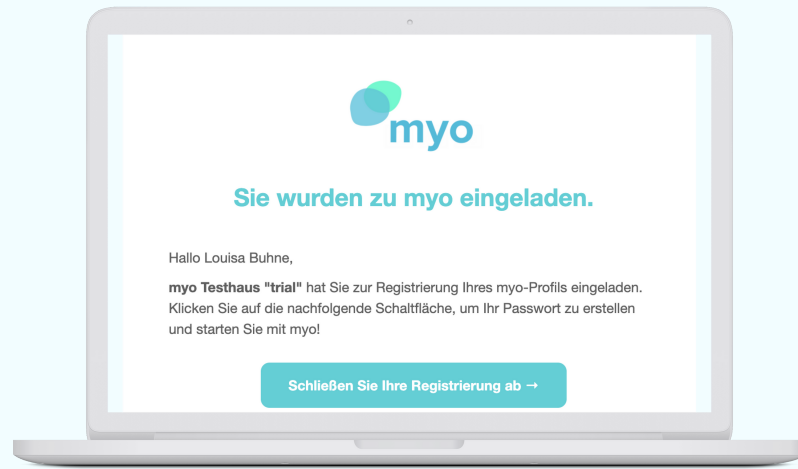 myo
Sie wurden zu myo eingeladen.
Hallo Louisa Buhne,
myo Testhaus "trial" hat Sie zur Registrierung Ihres myo-Profils eingeladen.
Klicken Sie auf die nachfolgende Schaltfläche, um Ihr Passwort zu erstellen
und starten Sie mit myo!
Schließen Sie Ihre Registrierung ab →